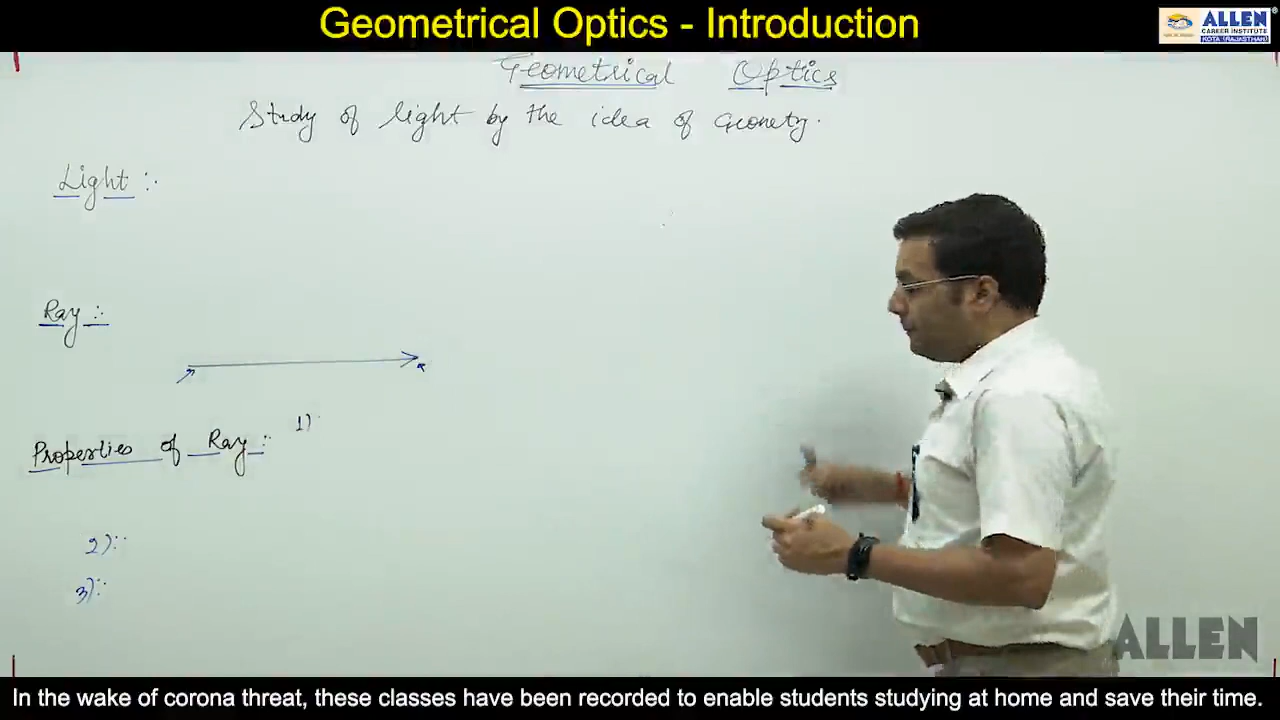 Geometrical Optics - Introduction
ALLEN
CAREER INSTITUTE
KOTA (RAJASTHAN)
Geometrical Optics
Study of light by the idea of Geomety.
Light :-
Ray :-
Properties of Ray :- 1)
2) :-
3) :-
ALLEN
In the wake of corona threat, these classes have been recorded to enable students studying at home and save their time.